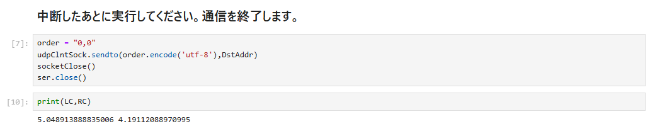 中断したあとに実行してください。通信を終了します。
[7]: order = "0,0"
udpClntSock.sendto(order.encode('utf-8'),DstAddr)
socketClose()
ser.close()
[10]: print(LC,RC)
5.048913888835006 4.19112088970995